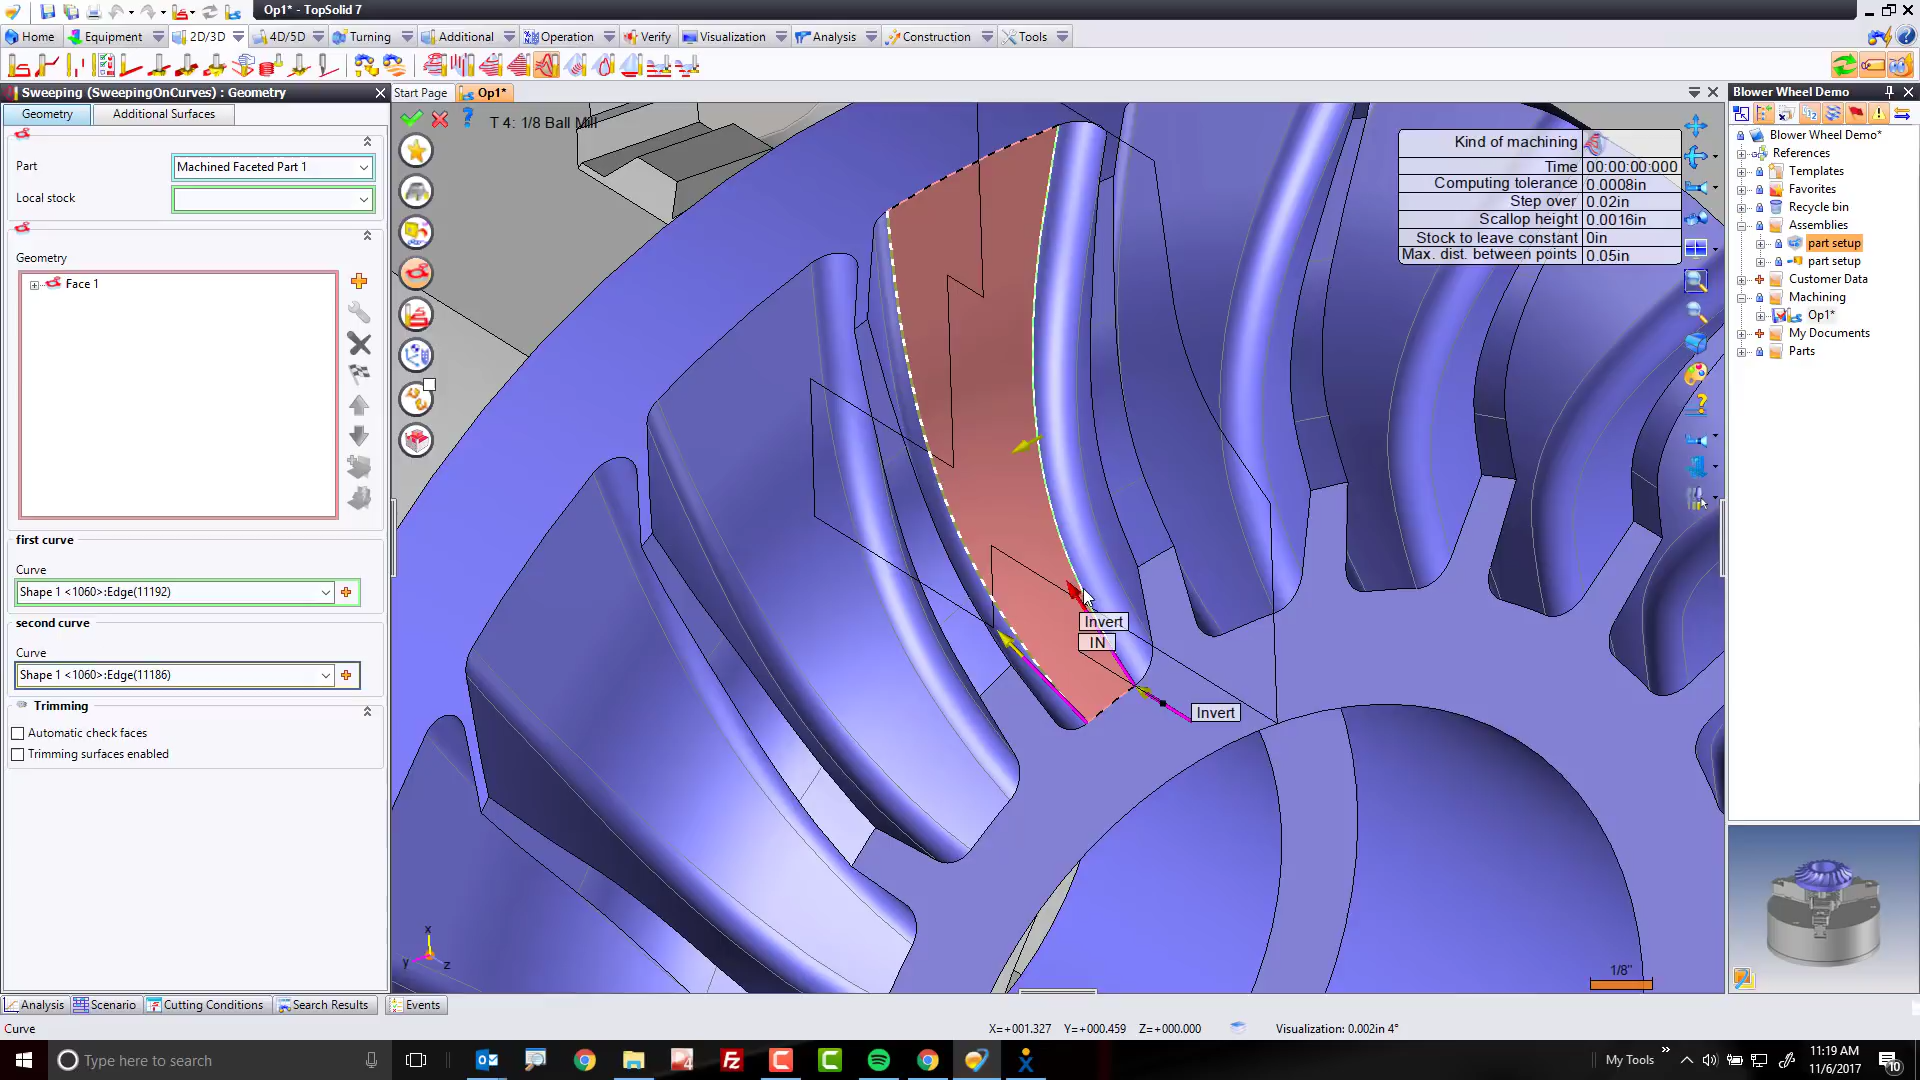 Op1* - TopSolid 7
Home
Equipment
2D/3D
4D/5D
Turning
Additional
Operation
Verify
Visualization
Analysis
Construction
Tools
Sweeping (SweepingOnCurves) : Geometry
Start Page
Op1*
Blower Wheel Demo
Geometry
Additional Surfaces
T 4: 1/8 Ball Mill
Part
Machined Faceted Part 1
Local stock
Geometry
Face 1
first curve
Curve
Shape 1 <1060>:Edge(11192)
second curve
Curve
Shape 1 <1060>:Edge(11186)
Trimming
Automatic check faces
Trimming surfaces enabled
Kind of machining
Time 00:00:00:000
Computing tolerance 0.0008in
Step over 0.02in
Scallop height 0.0016in
Stock to leave constant 0in
Max. dist. between points 0.05in
Invert
IN
Invert
x
y
z
1/8"
Blower Wheel Demo*
References
Templates
Favorites
Recycle bin
Assemblies
part setup
part setup
Customer Data
Machining
Op1*
My Documents
Parts
Analysis
Scenario
Cutting Conditions
Search Results
Events
Curve
X=+001.327 Y=+000.459 Z=+000.000
Visualization: 0.002in 4°
Type here to search
My Tools
11:19 AM
11/6/2017
10